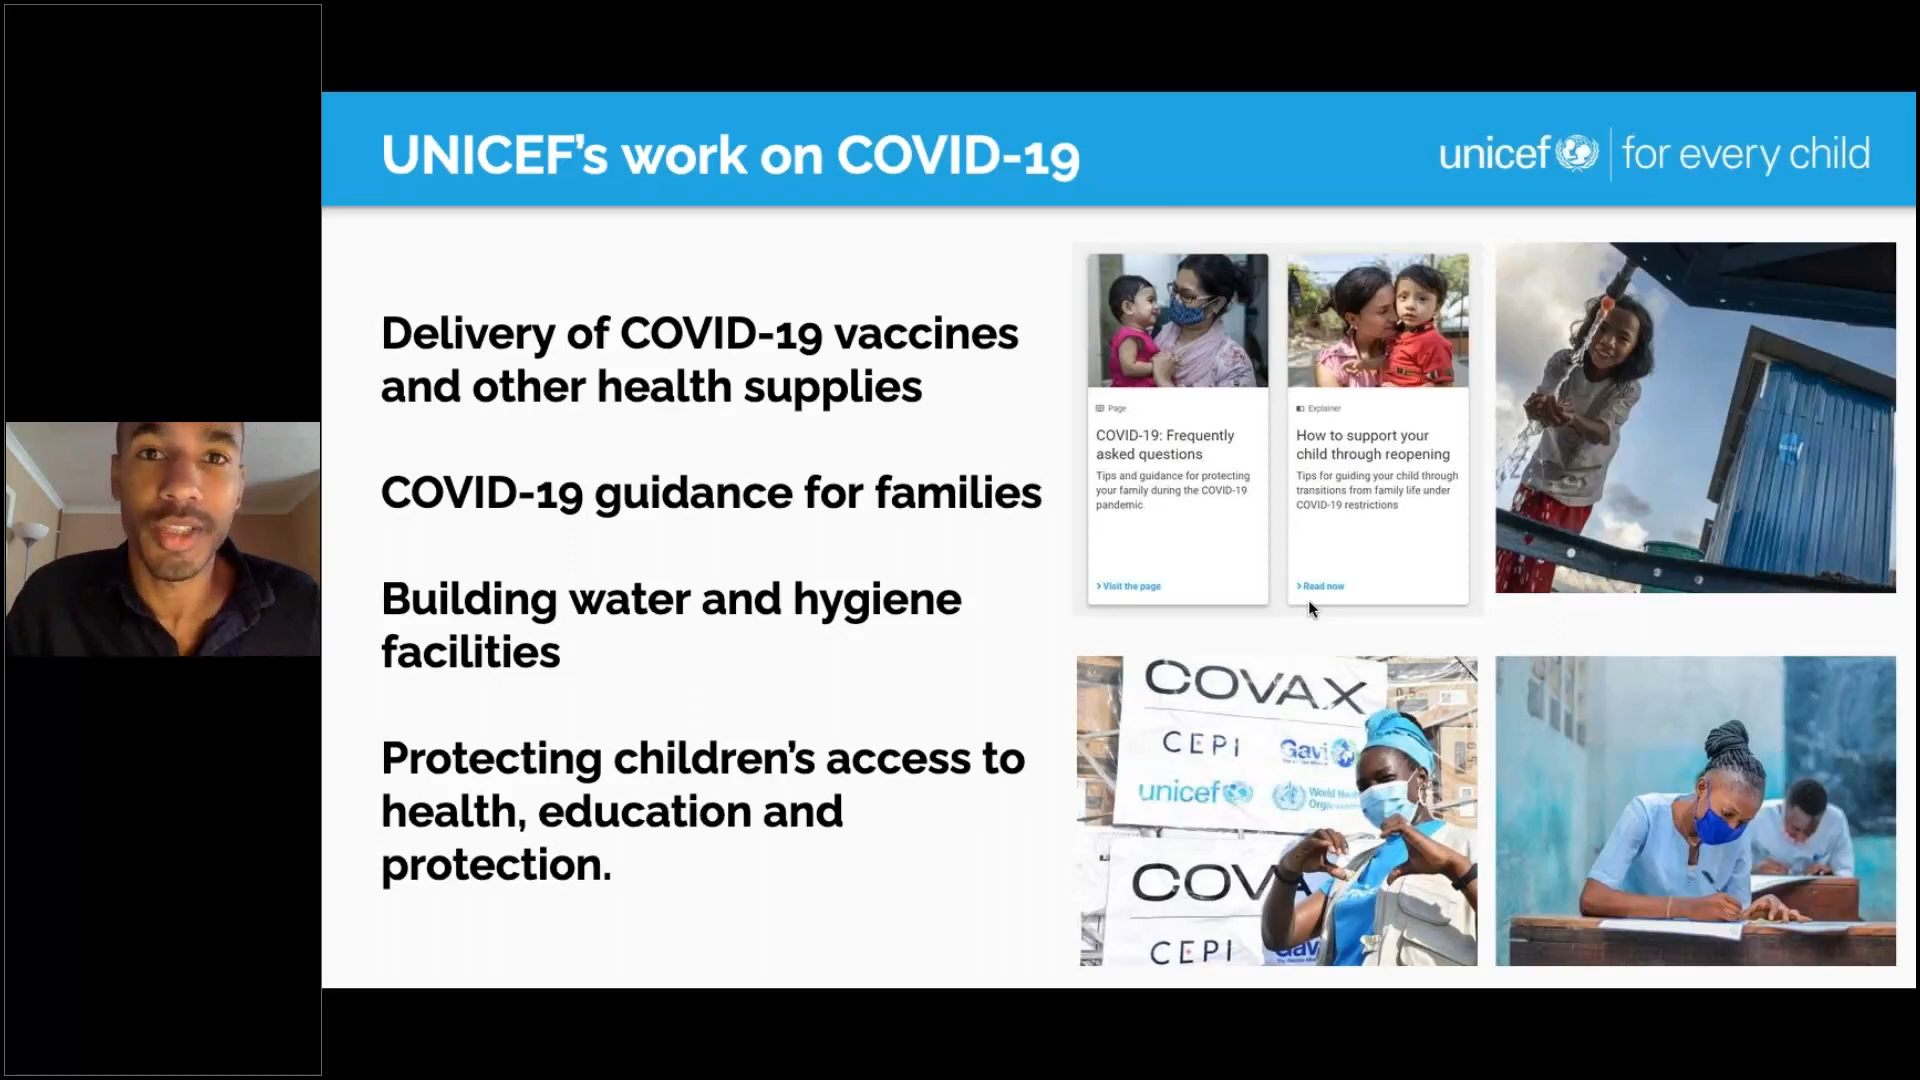 UNICEF's work on COVID-19
unicef for every child
Delivery of COVID-19 vaccines
and other health supplies
COVID-19 guidance for families
Building water and hygiene
facilities
Protecting children's access to
health, education and
protection.
Page
COVID-19: Frequently
asked questions
Tips and guidance for protecting
your family during the COVID-19
pandemic
Visit the page
Explainer
How to support your
child through reopening
Tips for guiding your child through
transitions from family life under
COVID-19 restrictions
Read now
COVAX
CEPI Gavi
unicef World Health
COVA
CEPI Gavi